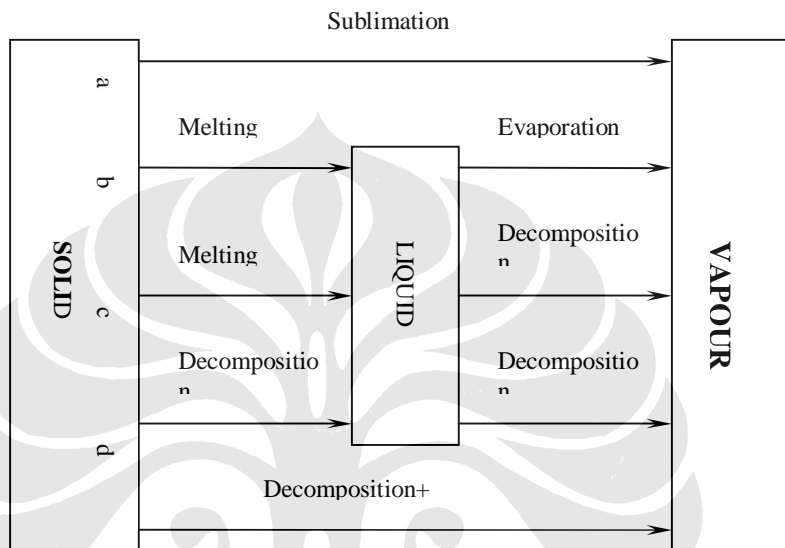 Sublimation
a
Melting
Evaporation
b
SOLID
Melting
LIQUID
Decompositio
n
VAPOUR
c
Decompositio
n
Decompositio
n
d
Decomposition+